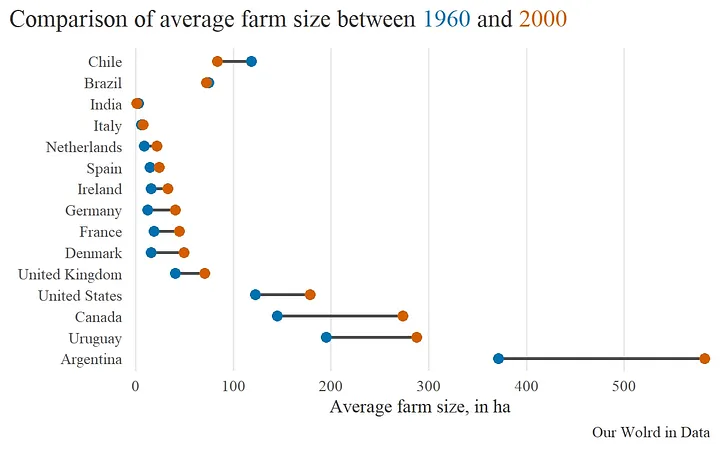 Comparison of average farm size between 1960 and 2000
Chile
Brazil
India
Italy
Netherlands
Spain
Ireland
Germany
France
Denmark
United Kingdom
United States
Canada
Uruguay
Argentina
0 100 200 300 400 500
Average farm size, in ha
Our Wolrd in Data